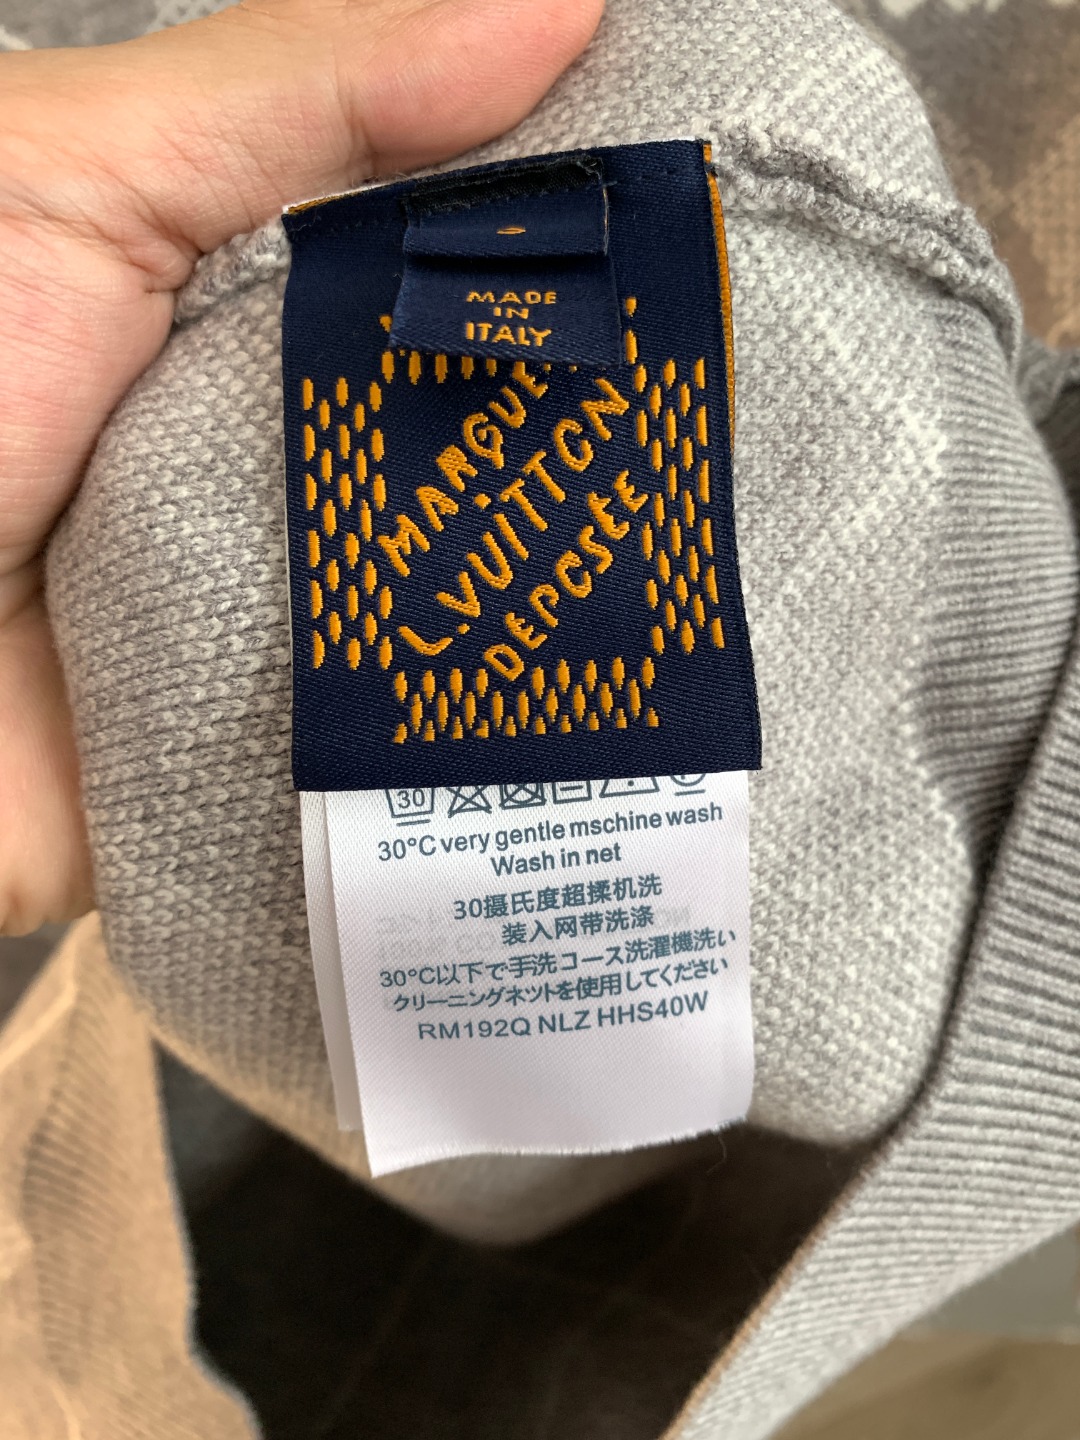 MADE
IN
ITALY
MARQUE
L.VUITTON
DEPOSÉE
30
30°C very gentle mschine wash
Wash in net
30摄氏度超揉机洗
装入网带洗涤
30°C以下で手洗コース洗濯機洗い
クリーニングネットを使用してください
RM192Q NLZ HHS40W